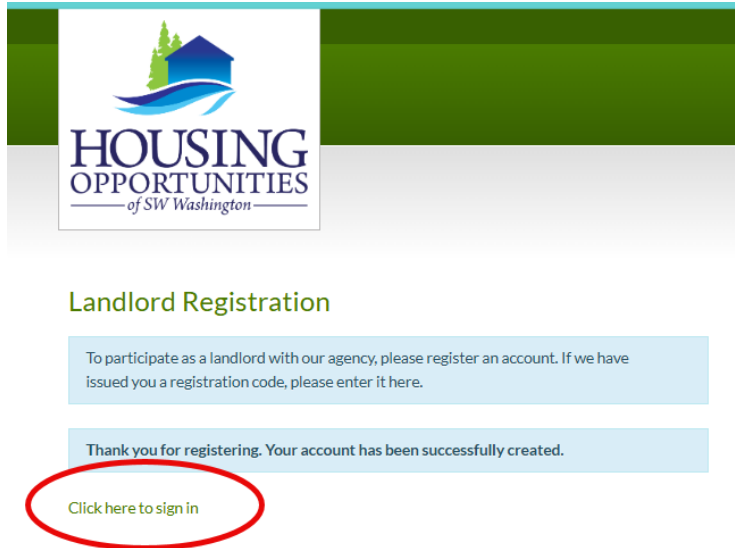 HOUSING
OPPORTUNITIES
of SW Washington
Landlord Registration
To participate as a landlord with our agency, please register an account. If we have
issued you a registration code, please enter it here.
Thank you for registering. Your account has been successfully created.
Click here to sign in